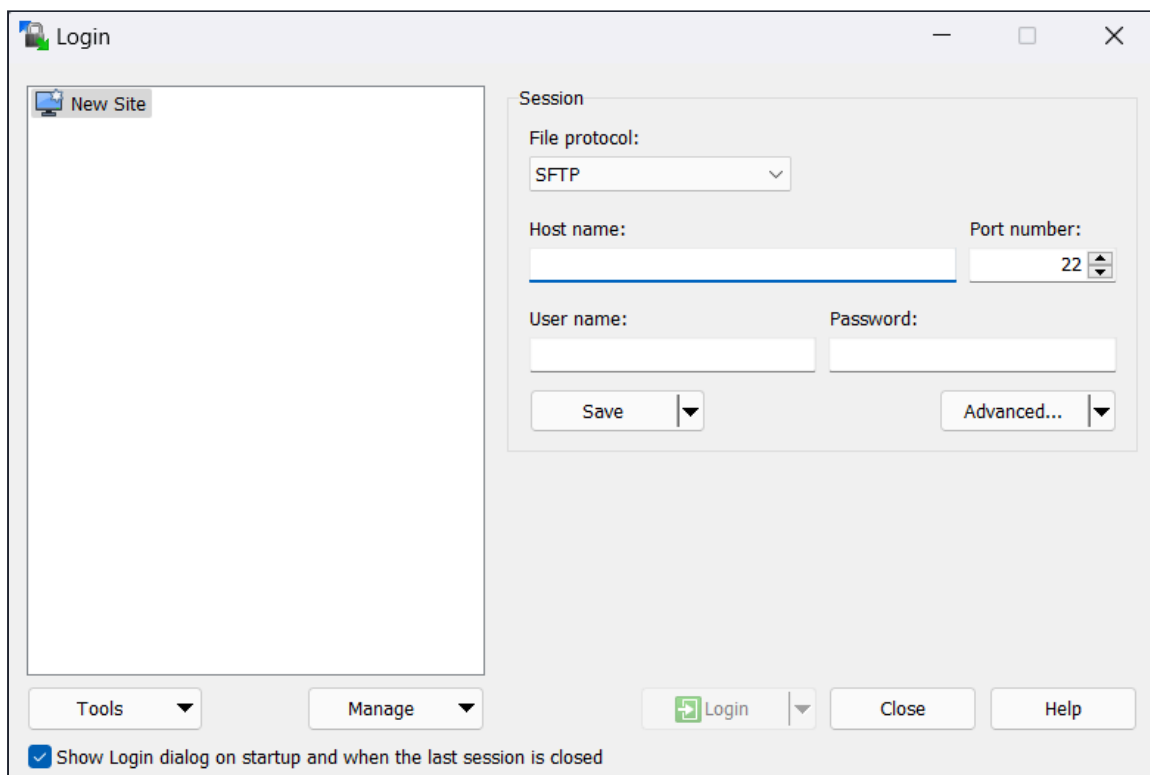 Login
New Site
Session
File protocol:
SFTP
Host name: Port number:
22
User name: Password:
Save Advanced...
Tools Manage Login Close Help
Show Login dialog on startup and when the last session is closed